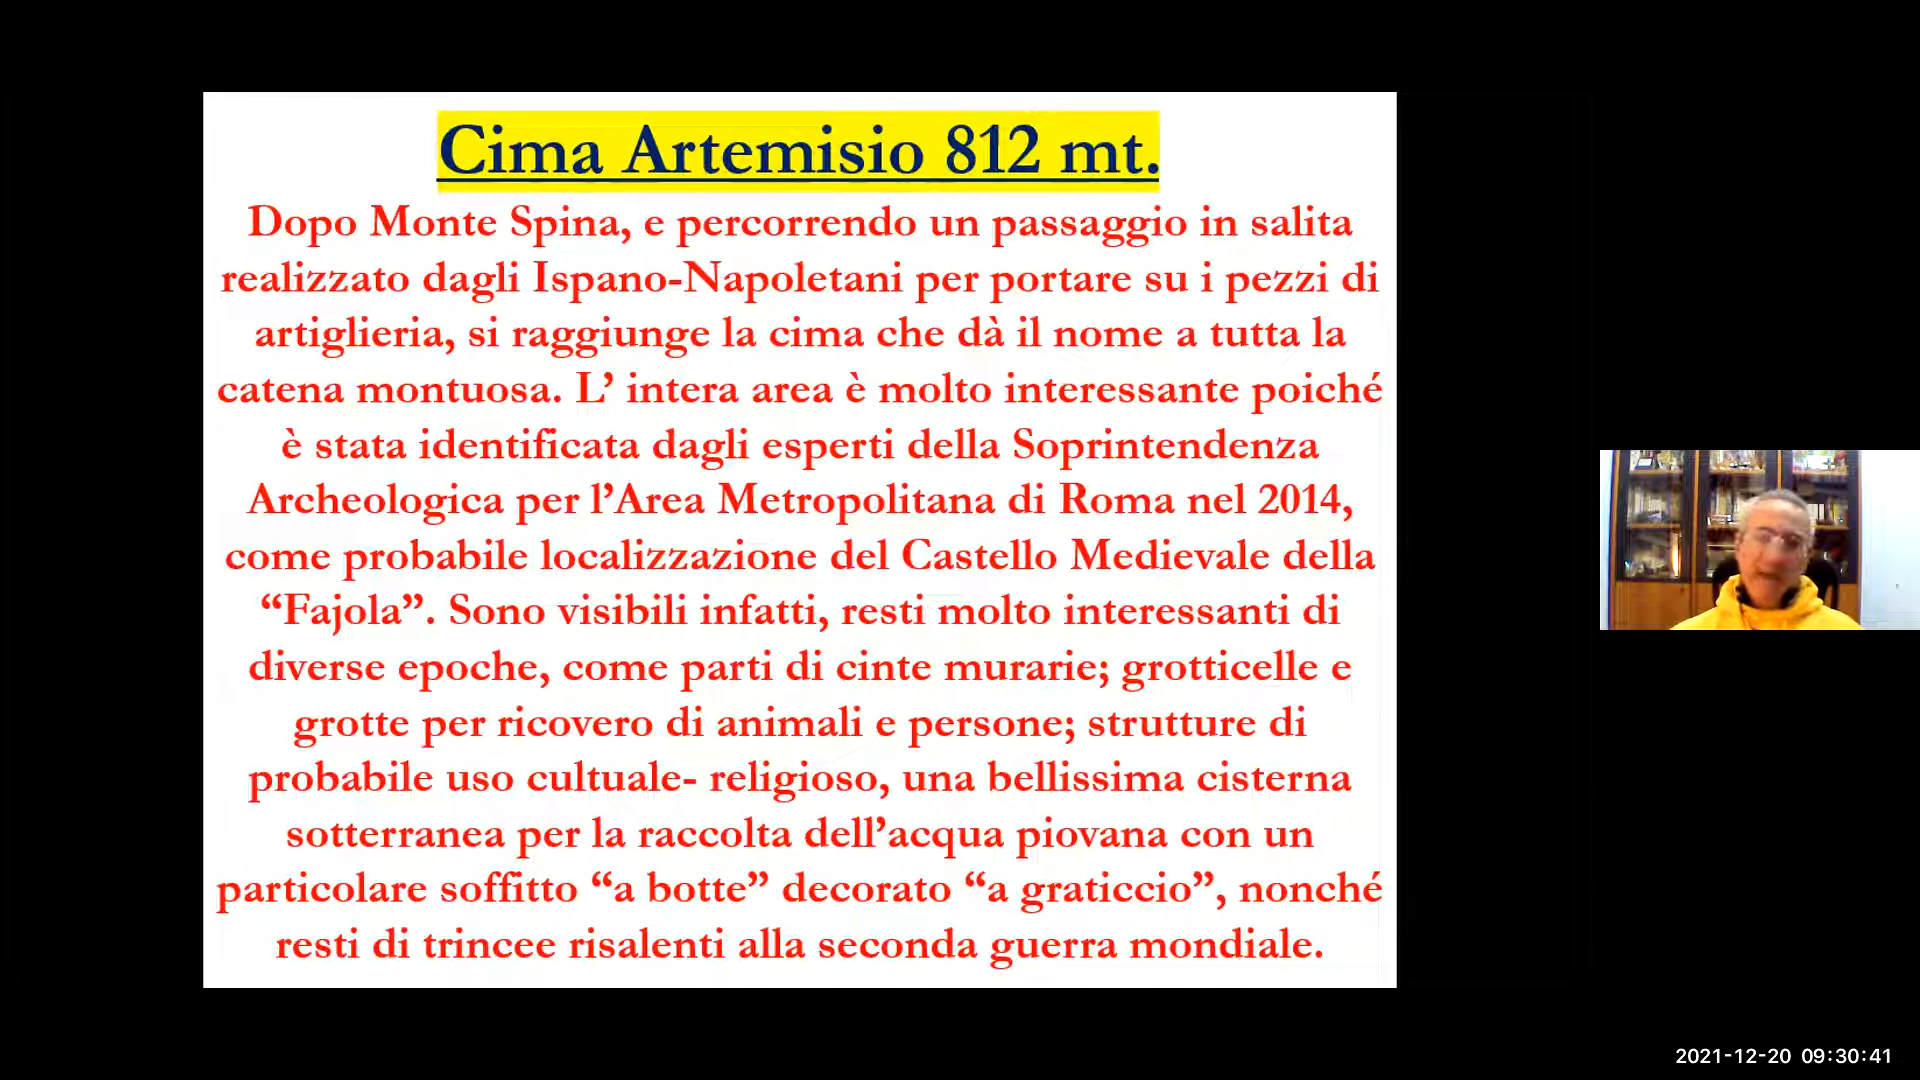 Cima Artemisio 812 mt.
Dopo Monte Spina, e percorrendo un passaggio in salita
realizzato dagli Ispano-Napoletani per portare su i pezzi di
artiglieria, si raggiunge la cima che dà il nome a tutta la
catena montuosa. L’ intera area è molto interessante poiché
è stata identificata dagli esperti della Soprintendenza
Archeologica per l’Area Metropolitana di Roma nel 2014,
come probabile localizzazione del Castello Medievale della
“Fajola”. Sono visibili infatti, resti molto interessanti di
diverse epoche, come parti di cinte murarie; grotticelle e
grotte per ricovero di animali e persone; strutture di
probabile uso cultuale- religioso, una bellissima cisterna
sotterranea per la raccolta dell’acqua piovana con un
particolare soffitto “a botte” decorato “a graticcio”, nonché
resti di trincee risalenti alla seconda guerra mondiale.
2021-12-20 09:30:41